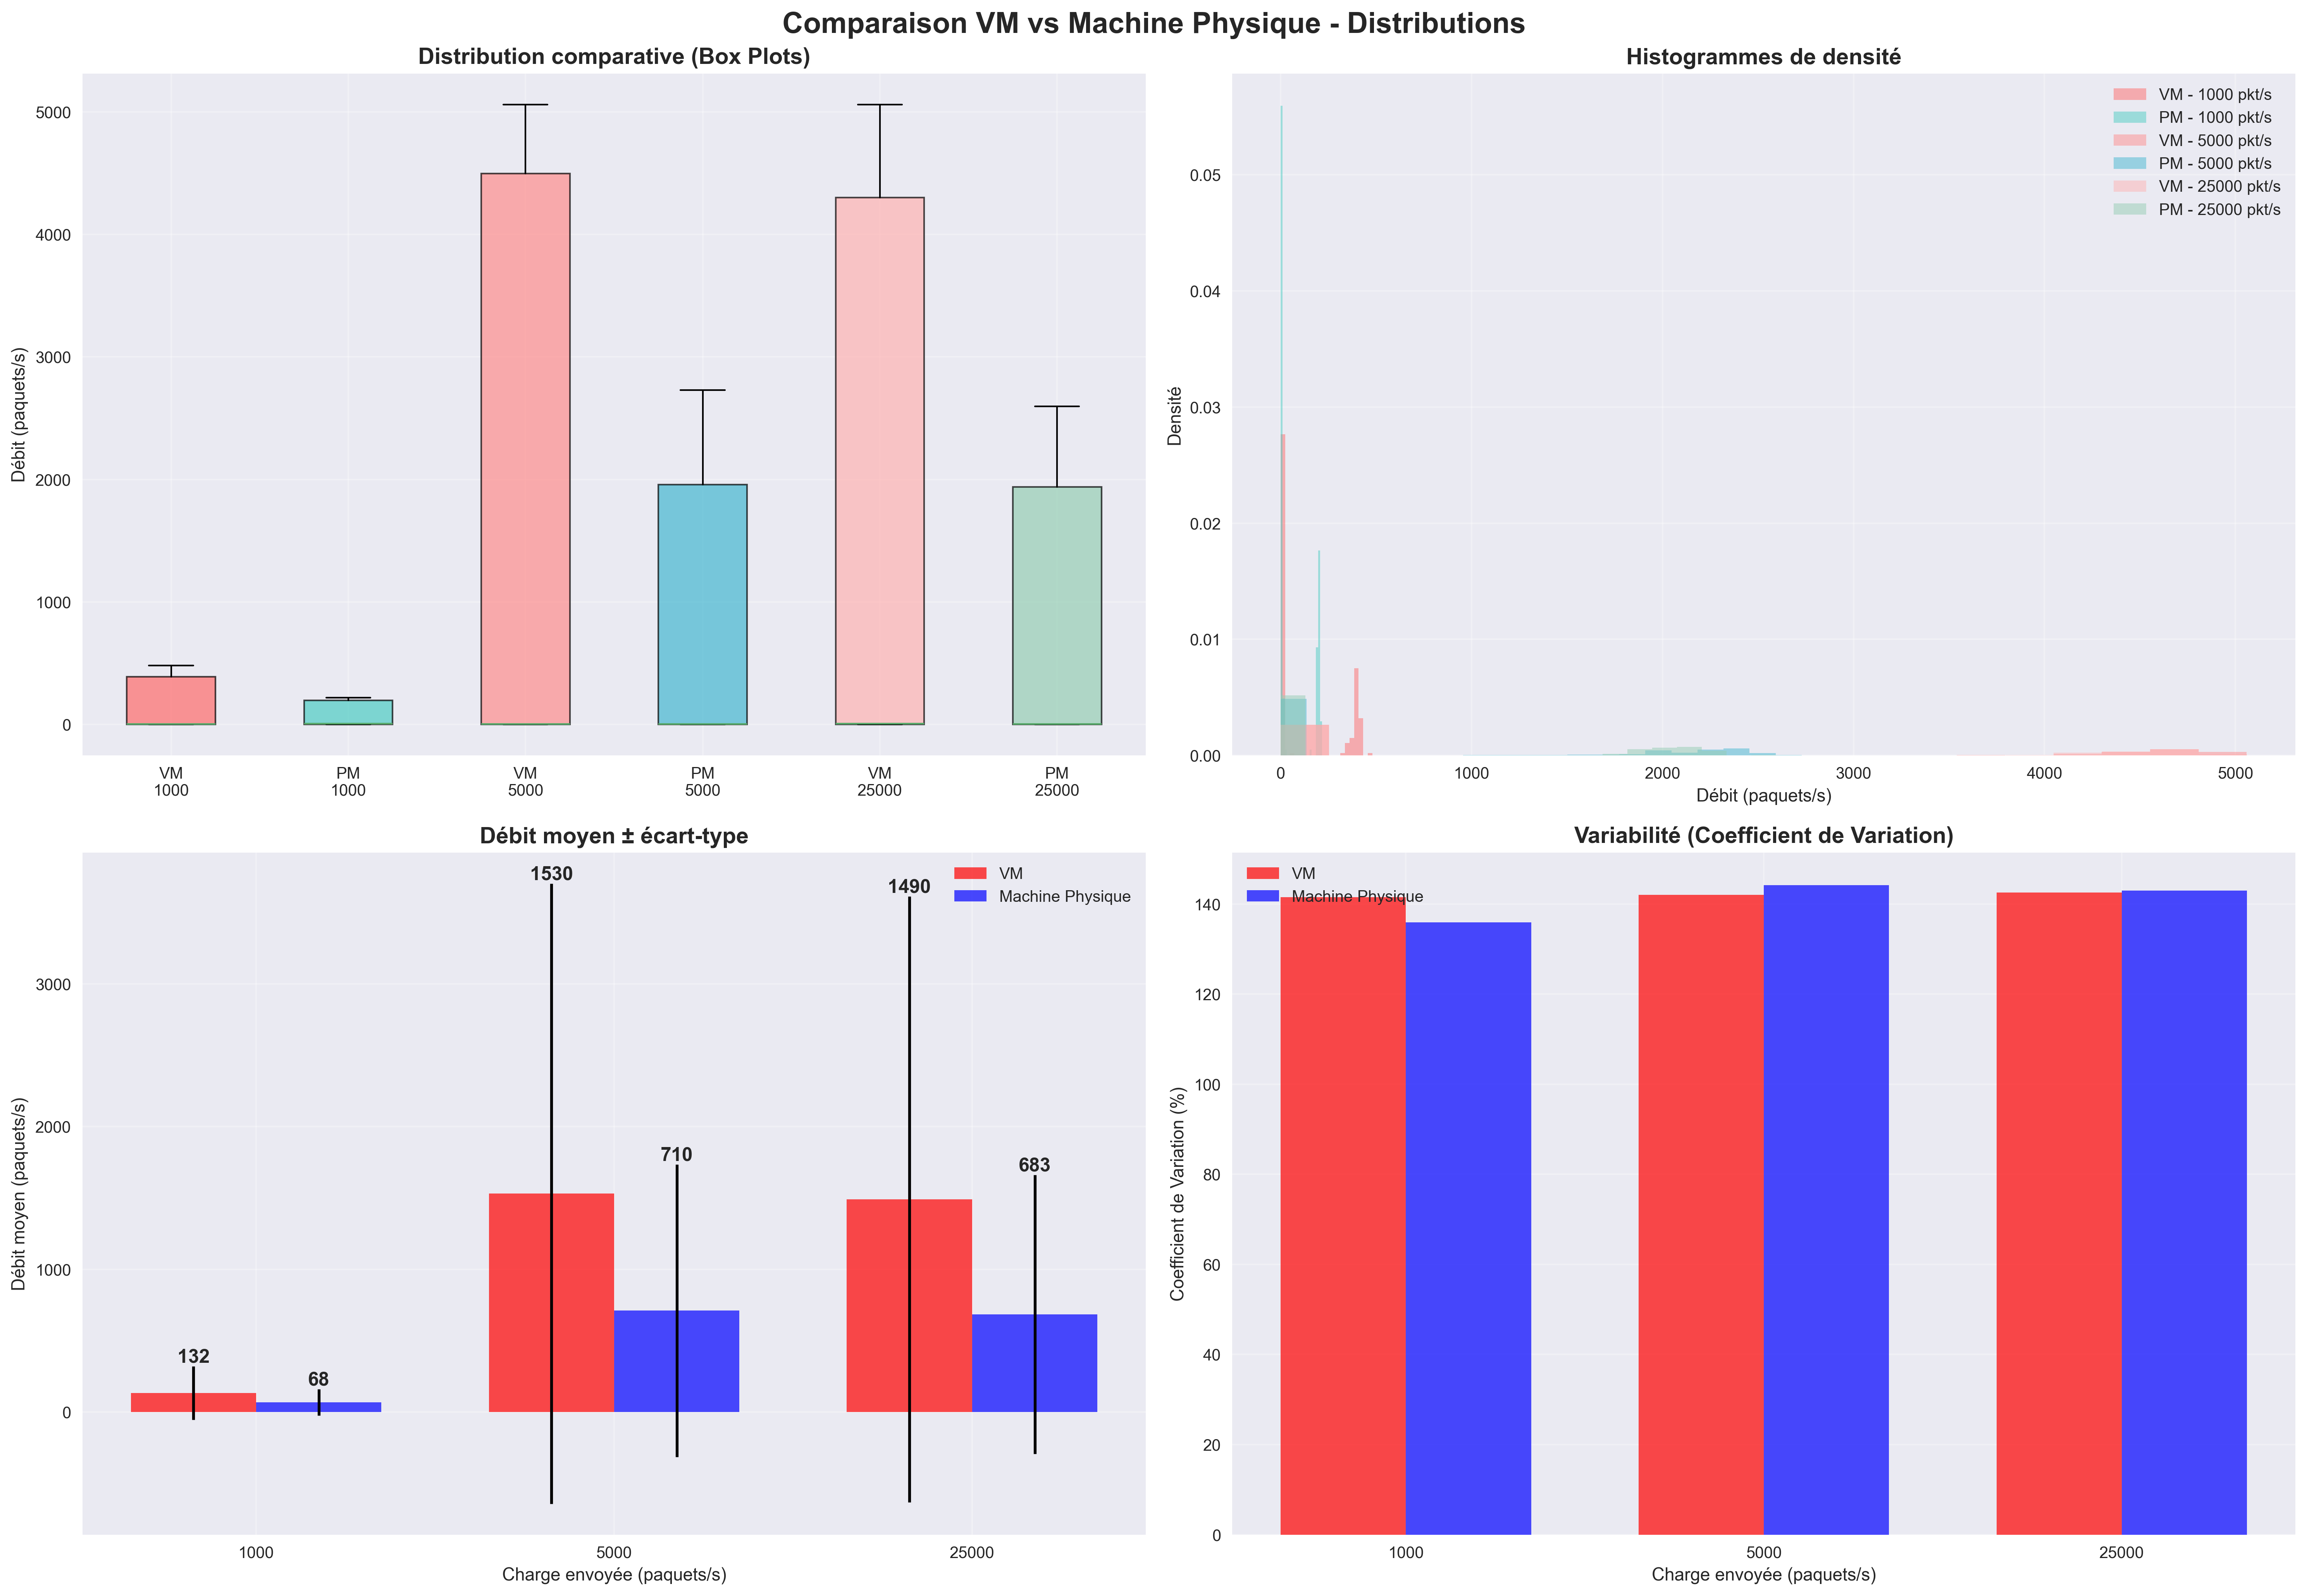 Comparaison VM vs Machine Physique - Distributions
Distribution comparative (Box Plots)
Débit (paquets/s)
5000
4000
3000
2000
1000
0
VM
1000
PM
1000
VM
5000
PM
5000
VM
25000
PM
25000
Histogrammes de densité
VM - 1000 pkt/s
PM - 1000 pkt/s
VM - 5000 pkt/s
PM - 5000 pkt/s
VM - 25000 pkt/s
PM - 25000 pkt/s
Densité
0.05
0.04
0.03
0.02
0.01
0.00
0
1000
2000
3000
4000
5000
Débit (paquets/s)
Débit moyen ± écart-type
VM
Machine Physique
Débit moyen (paquets/s)
3000
2000
1000
0
132
68
1530
710
1490
683
1000
5000
25000
Charge envoyée (paquets/s)
Variabilité (Coefficient de Variation)
VM
Machine Physique
Coefficient de Variation (%)
140
120
100
80
60
40
20
0
1000
5000
25000
Charge envoyée (paquets/s)